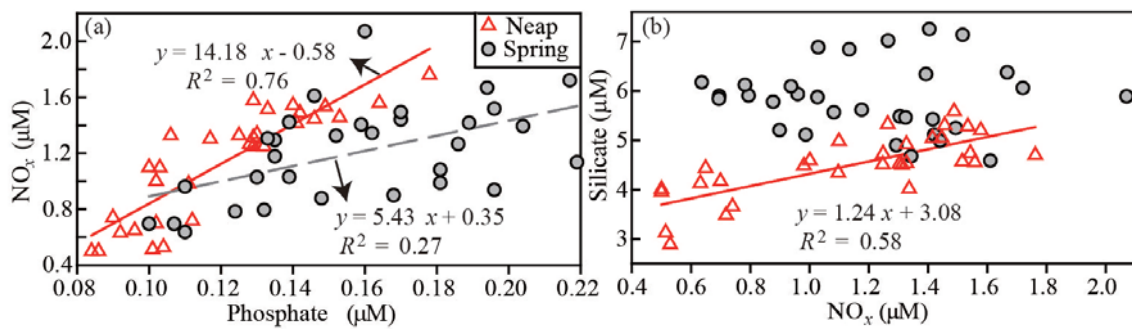 (a)
Neap
Spring
y = 14.18 x - 0.58
R² = 0.76
y = 5.43 x + 0.35
R² = 0.27
2.0
1.6
1.2
0.8
0.4
NOₓ (μM)
0.08 0.10 0.12 0.14 0.16 0.18 0.20 0.22
Phosphate (μM)
(b)
y = 1.24 x + 3.08
R² = 0.58
7
6
5
4
3
Silicate (μM)
0.4 0.6 1.0 1.2 1.4 1.6 1.8 2.0
NOₓ (μM)